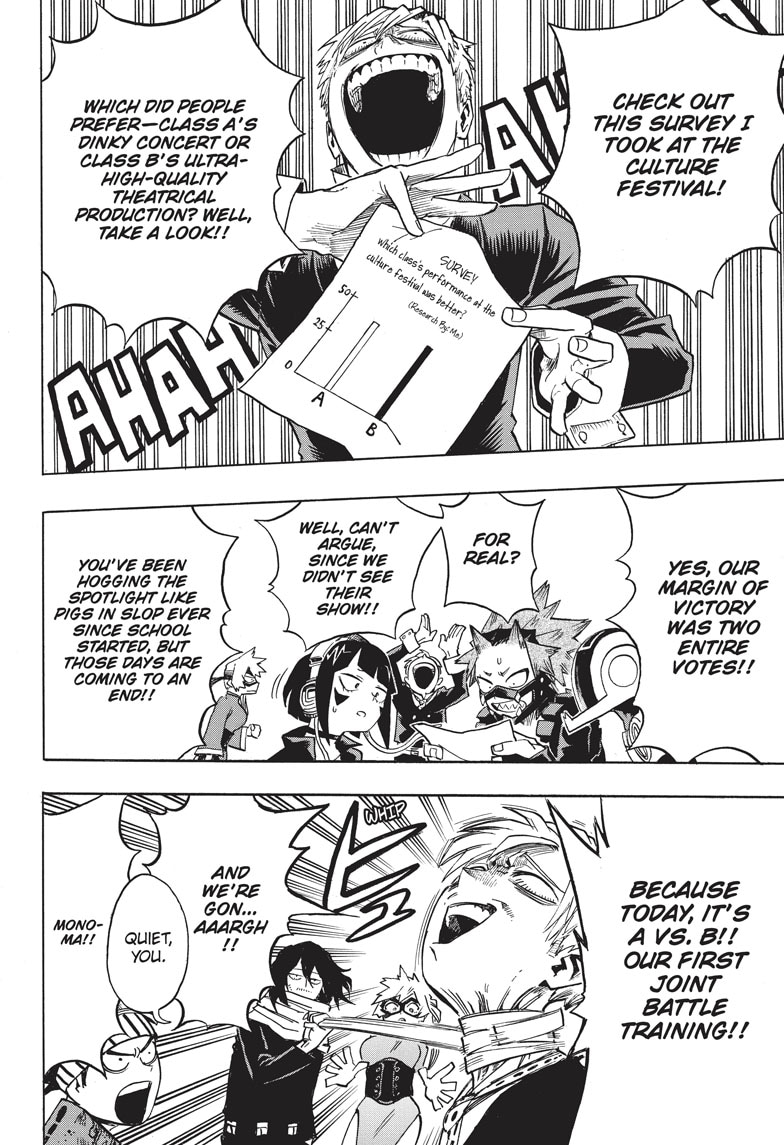 CHECK OUT
THIS SURVEY I
TOOK AT THE
CULTURE
FESTIVAL!
WHICH DID PEOPLE
PREFER—CLASS A'S
DINKY CONCERT OR
CLASS B'S ULTRA-
HIGH-QUALITY
THEATRICAL
PRODUCTION? WELL,
TAKE A LOOK!!
AHAH
AHAH
SURVEY
which class's performance at the
culture festival was better?
(Research By: Me)
50
25
0
A
B
YES, OUR
MARGIN OF
VICTORY
WAS TWO
ENTIRE
VOTES!!
FOR
REAL?
WELL, CAN'T
ARGUE,
SINCE WE
DIDN'T SEE
THEIR
SHOW!!
YOU'VE BEEN
HOGGING THE
SPOTLIGHT LIKE
PIGS IN SLOP EVER
SINCE SCHOOL
STARTED, BUT
THOSE DAYS ARE
COMING TO AN
END!!
BECAUSE
TODAY, IT'S
A VS. B!!
OUR FIRST
JOINT
BATTLE
TRAINING!!
WHIP
ビュ
AND
WE'RE
GON...
AAARGH
!!
QUIET,
YOU.
MONO-
MA!!